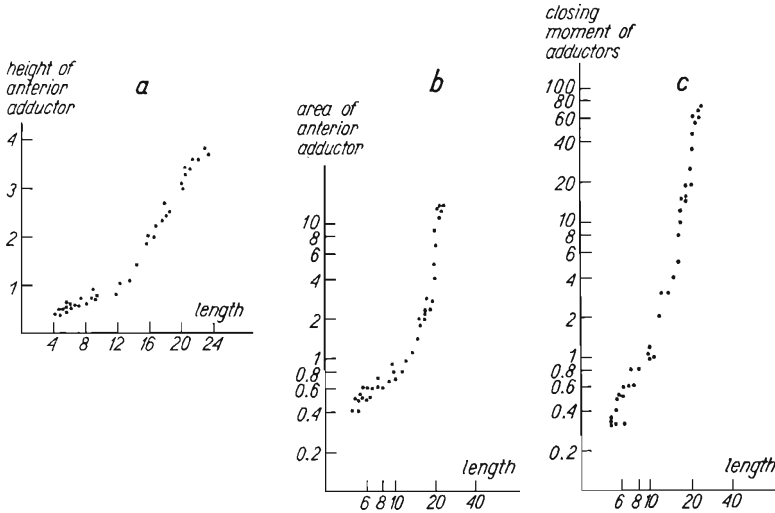 height of
anterior
adductor
a
4
3
2
1
length
4 8 12 16 20 24
area of
anterior
adductor
b
10
8
6
4
2
1
0.8
0.6
0.4
0.2
length
6 8 10 20 40
closing
moment of
adductors
c
100
80
60
40
20
10
8
6
4
2
1
0.8
0.6
0.4
0.2
length
6 8 10 20 40